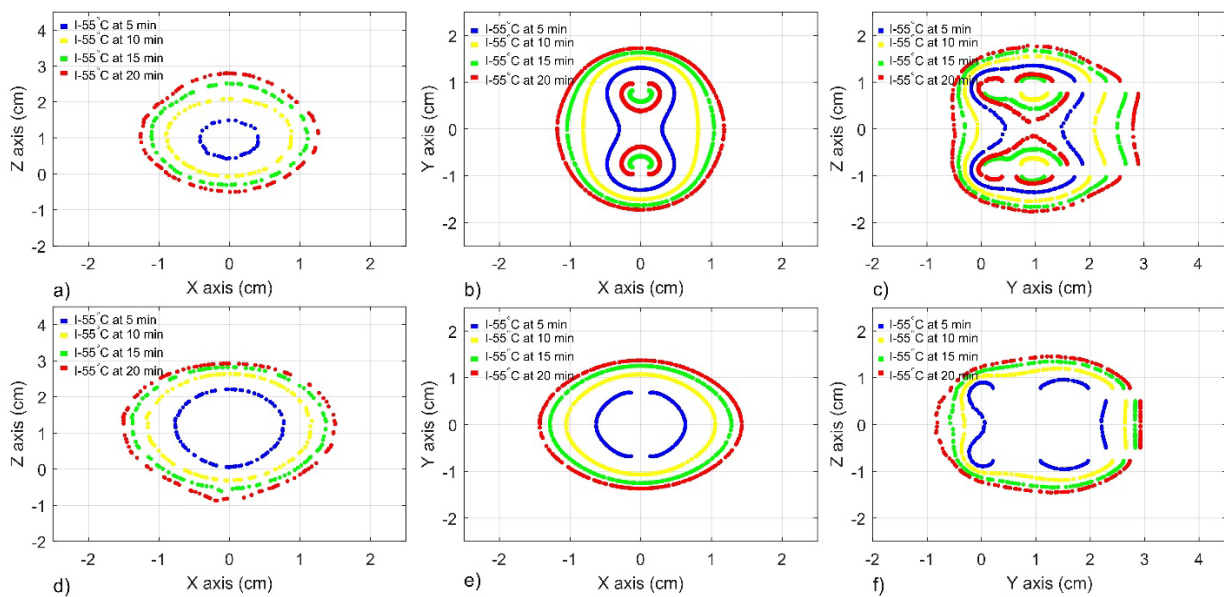 4
3
2
1
0
-1
-2
Z axis (cm)
I-55°C at 5 min
I-55°C at 10 min
I-55°C at 15 min
I-55°C at 20 min
-2 -1 0 1 2
X axis (cm)
a)
2
1
0
-1
-2
Y axis (cm)
I-55°C at 5 min
I-55°C at 10 min
I-55°C at 15 min
I-55°C at 20 min
-2 -1 0 1 2
X axis (cm)
b)
2
1
0
-1
-2
Z axis (cm)
I-55°C at 5 min
I-55°C at 10 min
I-55°C at 15 min
I-55°C at 20 min
-2 -1 0 1 2 3 4
Y axis (cm)
c)
4
3
2
1
0
-1
-2
Z axis (cm)
I-55°C at 5 min
I-55°C at 10 min
I-55°C at 15 min
I-55°C at 20 min
-2 -1 0 1 2
X axis (cm)
d)
2
1
0
-1
-2
Y axis (cm)
I-55°C at 5 min
I-55°C at 10 min
I-55°C at 15 min
I-55°C at 20 min
-2 -1 0 1 2
X axis (cm)
e)
2
1
0
-1
-2
Z axis (cm)
I-55°C at 5 min
I-55°C at 10 min
I-55°C at 15 min
I-55°C at 20 min
-2 -1 0 1 2 3 4
Y axis (cm)
f)